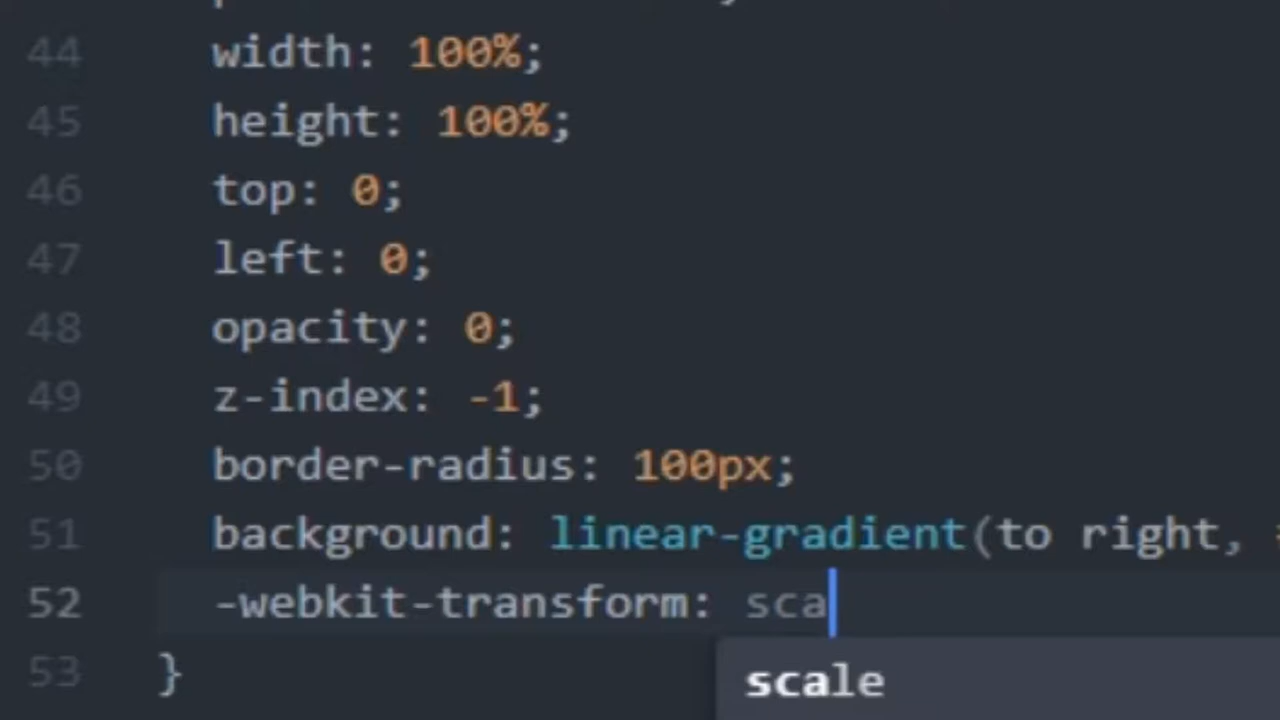 44 width: 100%;
45 height: 100%;
46 top: 0;
47 left: 0;
48 opacity: 0;
49 z-index: -1;
50 border-radius: 100px;
51 background: linear-gradient(to right,
52 -webkit-transform: sca
53 }
scale